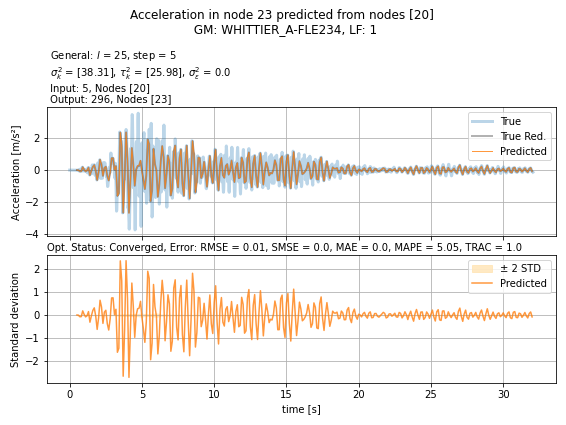 Acceleration in node 23 predicted from nodes [20]
GM: WHITTIER_A-FLE234, LF: 1
General: l = 25, step = 5
σ²ₖ = [38.31], τ²ₖ = [25.98], σ²ε = 0.0
Input: 5, Nodes [20]
Output: 296, Nodes [23]
Acceleration [m/s²]
2
0
−2
−4
True
True Red.
Predicted
Opt. Status: Converged, Error: RMSE = 0.01, SMSE = 0.0, MAE = 0.0, MAPE = 5.05, TRAC = 1.0
Standard deviation
2
1
0
−1
−2
± 2 STD
Predicted
0 5 10 15 20 25 30
time [s]